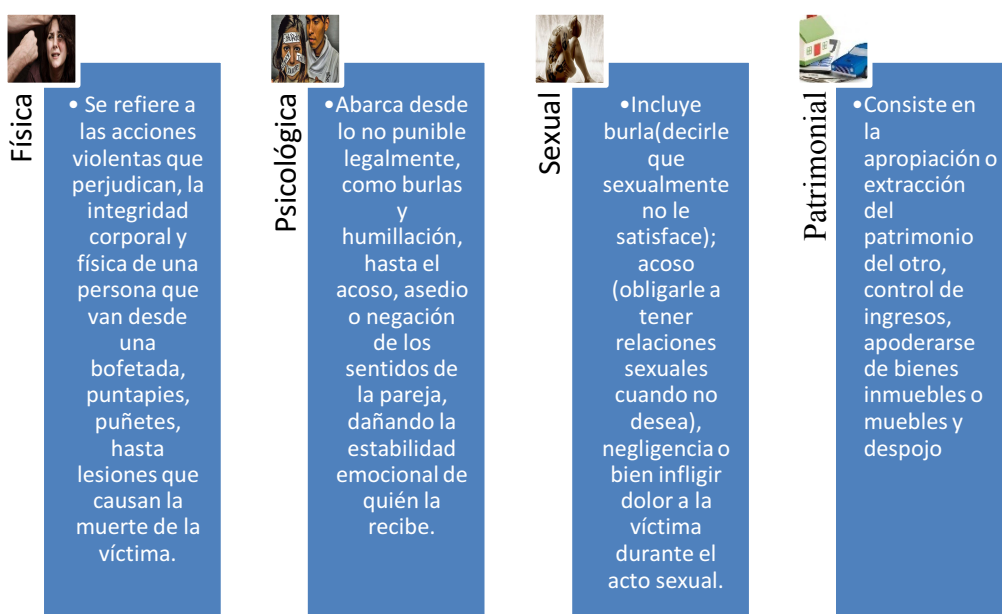 Física
• Se refiere a
las acciones
violentas que
perjudican, la
integridad
corporal y
física de una
persona que
van desde
una
bofetada,
puntapies,
puñetes,
hasta
lesiones que
causan la
muerte de la
víctima.
Psicológica
•Abarca desde
lo no punible
legalmente,
como burlas
y
humillación,
hasta el
acoso, asedio
o negación
de los
sentidos de
la pareja,
dañando la
estabilidad
emocional de
quién la
recibe.
Sexual
•Incluye
burla(decirle
que
sexualmente
no le
satisface);
acoso
(obligarle a
tener
relaciones
sexuales
cuando no
desea),
negligencia o
bien infligir
dolor a la
víctima
durante el
acto sexual.
Patrimonial
•Consiste en
la
apropiación o
extracción
del
patrimonio
del otro,
control de
ingresos,
apoderarse
de bienes
inmuebles o
muebles y
despojo